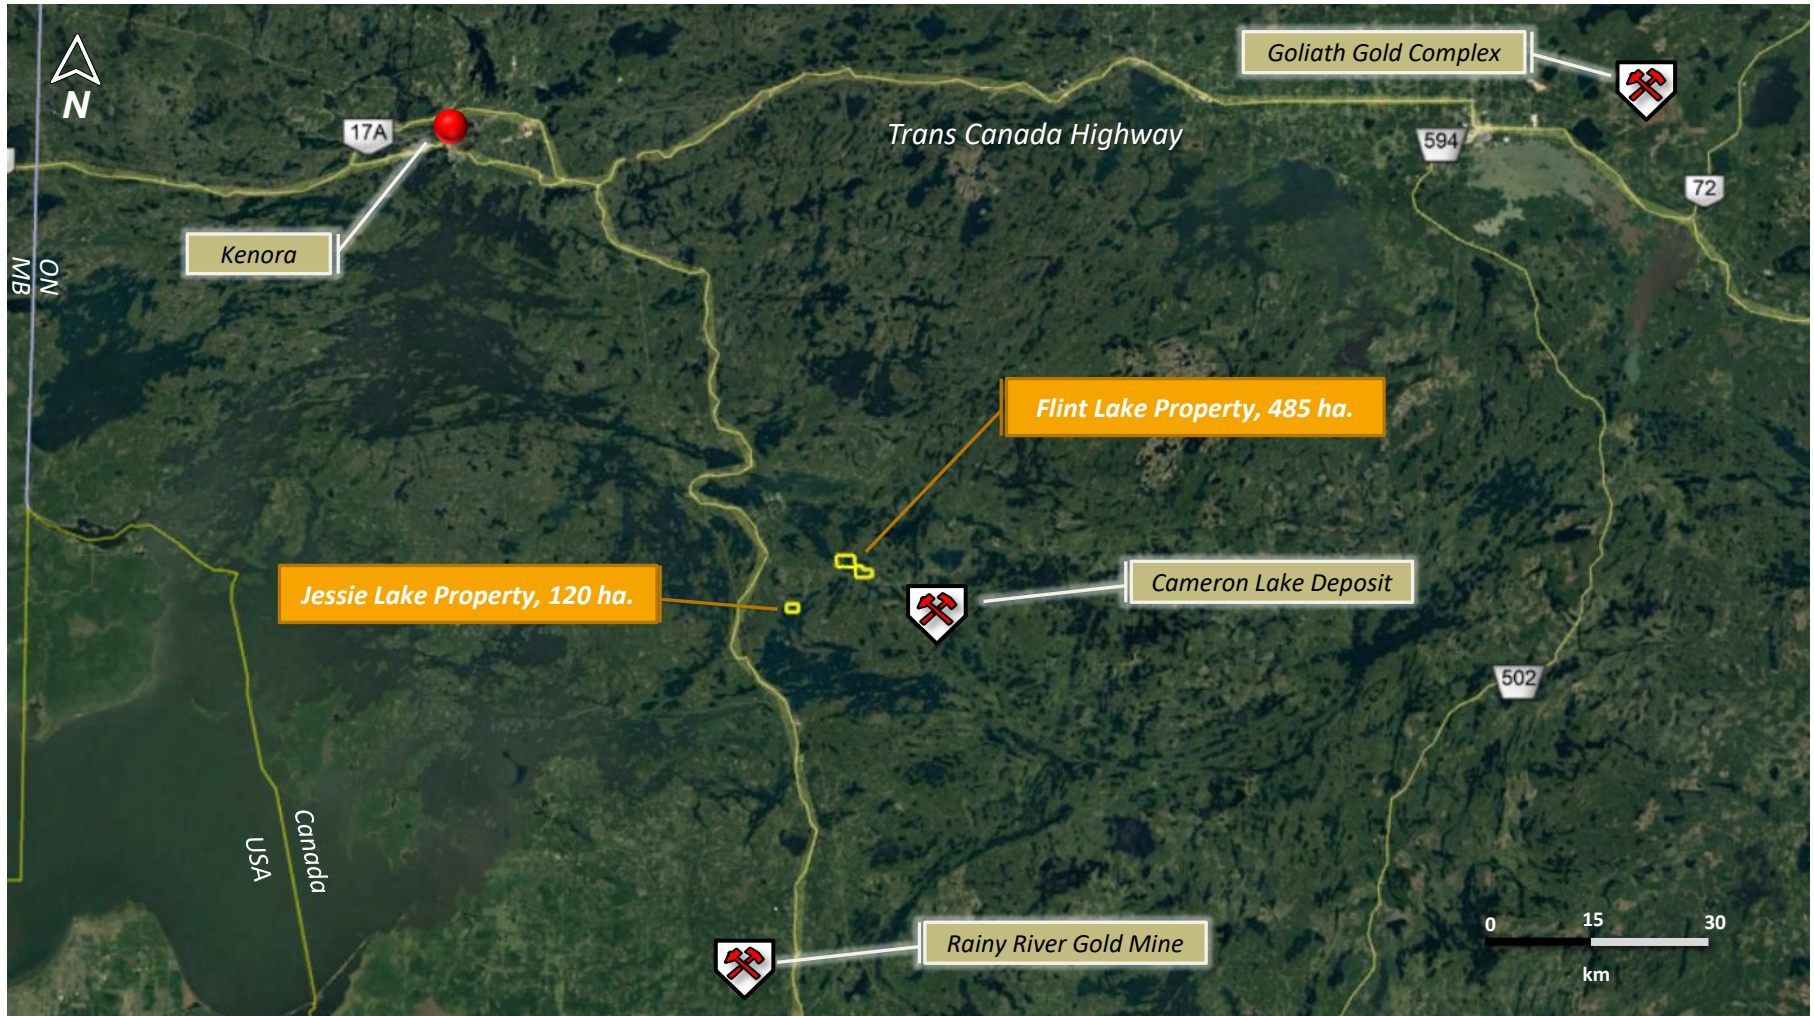 Goliath Gold Complex
N
17A
Trans Canada Highway
594
72
Kenora
ON
MB
Flint Lake Property, 485 ha.
Cameron Lake Deposit
Jessie Lake Property, 120 ha.
502
Canada
USA
0 15 30
km
Rainy River Gold Mine